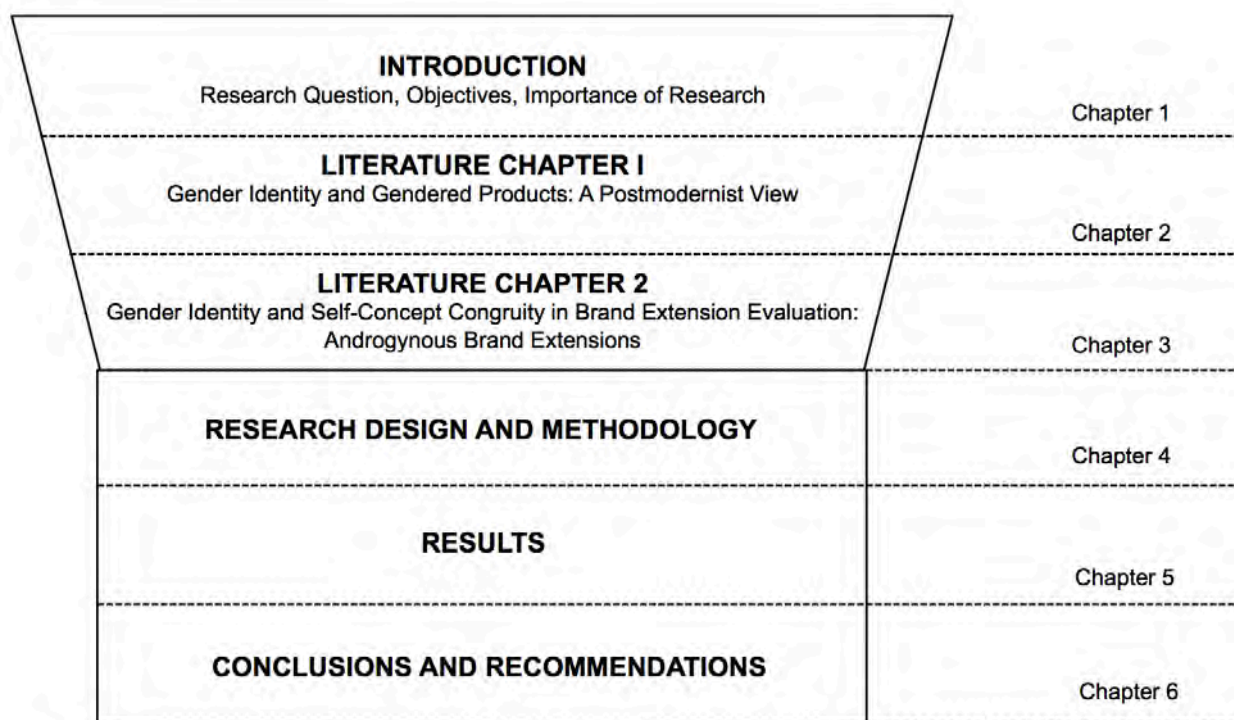 INTRODUCTION
Research Question, Objectives, Importance of Research
Chapter 1
LITERATURE CHAPTER I
Gender Identity and Gendered Products: A Postmodernist View
Chapter 2
LITERATURE CHAPTER 2
Gender Identity and Self-Concept Congruity in Brand Extension Evaluation:
Androgynous Brand Extensions
Chapter 3
RESEARCH DESIGN AND METHODOLOGY
Chapter 4
RESULTS
Chapter 5
CONCLUSIONS AND RECOMMENDATIONS
Chapter 6